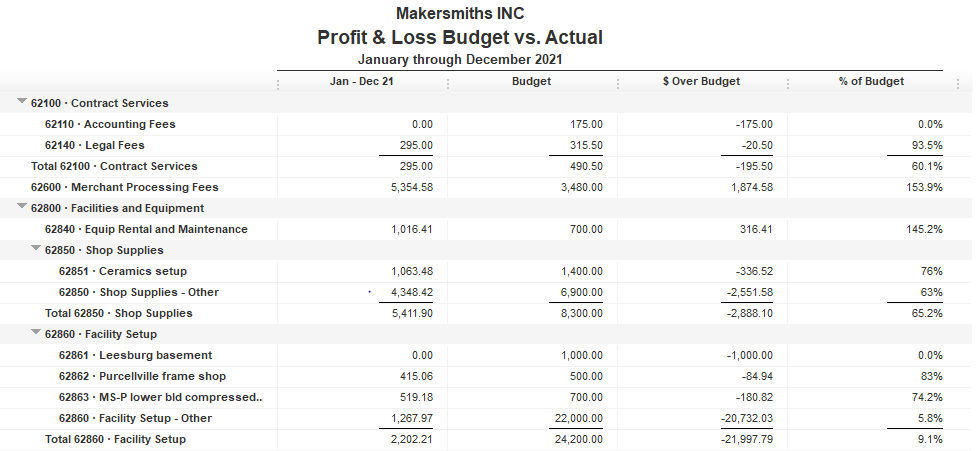 Makersmiths INC
Profit & Loss Budget vs. Actual
January through December 2021
Jan - Dec 21 Budget $ Over Budget % of Budget
62100 · Contract Services
62110 · Accounting Fees 0.00 175.00 -175.00 0.0%
62140 · Legal Fees 295.00 315.50 -20.50 93.5%
Total 62100 · Contract Services 295.00 490.50 -195.50 60.1%
62600 · Merchant Processing Fees 5,354.58 3,480.00 1,874.58 153.9%
62800 · Facilities and Equipment
62840 · Equip Rental and Maintenance 1,016.41 700.00 316.41 145.2%
62850 · Shop Supplies
62851 · Ceramics setup 1,063.48 1,400.00 -336.52 76%
62850 · Shop Supplies - Other 4,348.42 6,900.00 -2,551.58 63%
Total 62850 · Shop Supplies 5,411.90 8,300.00 -2,888.10 65.2%
62860 · Facility Setup
62861 · Leesburg basement 0.00 1,000.00 -1,000.00 0.0%
62862 · Purcellville frame shop 415.06 500.00 -84.94 83%
62863 · MS-P lower bld compressed.. 519.18 700.00 -180.82 74.2%
62860 · Facility Setup - Other 1,267.97 22,000.00 -20,732.03 5.8%
Total 62860 · Facility Setup 2,202.21 24,200.00 -21,997.79 9.1%